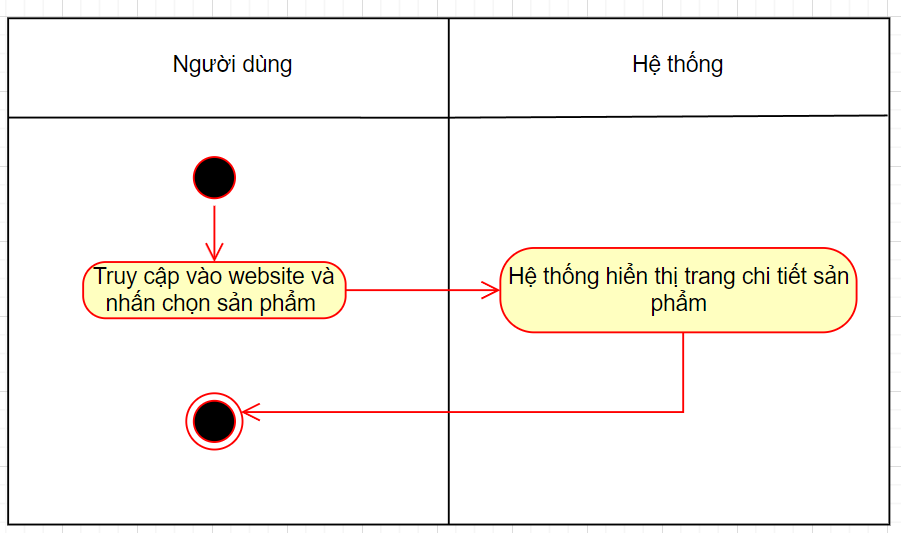 Người dùng
Hệ thống
Truy cập vào website và
nhấn chọn sản phẩm
Hệ thống hiển thị trang chi tiết sản
phẩm